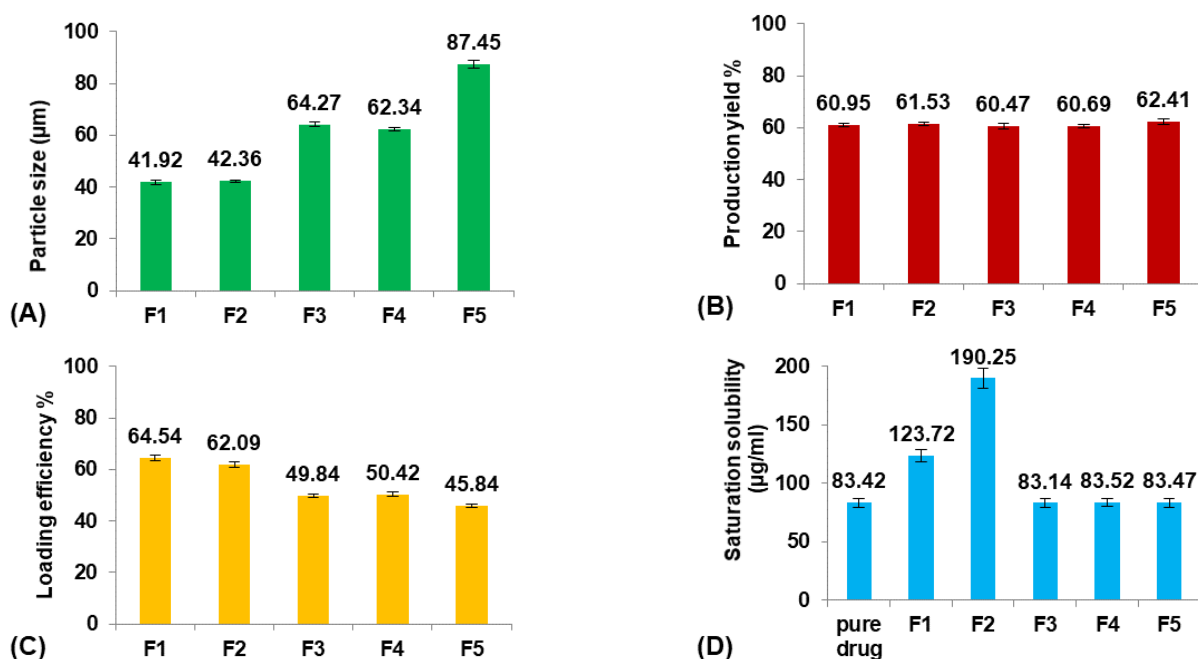 Particle size (µm)
100
80
60
40
20
0
41.92
42.36
64.27
62.34
87.45
F1
F2
F3
F4
F5
(A)
Production yield %
100
80
60
40
20
0
60.95
61.53
60.47
60.69
62.41
F1
F2
F3
F4
F5
(B)
Loading efficiency %
100
80
60
40
20
0
64.54
62.09
49.84
50.42
45.84
F1
F2
F3
F4
F5
(C)
Saturation solubility
(µg/ml)
200
150
100
50
0
83.42
123.72
190.25
83.14
83.52
83.47
pure
drug
F1
F2
F3
F4
F5
(D)